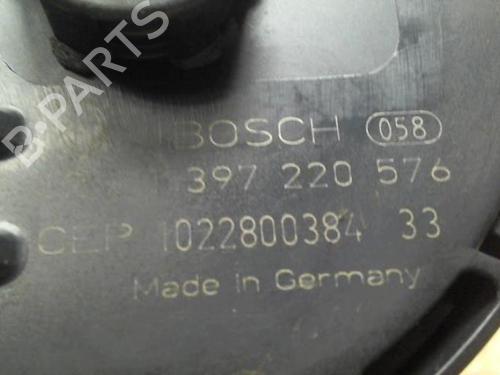 BOSCH 058
397 220 576
CEP 1022800384 33
Made in Germany
B-PARTS